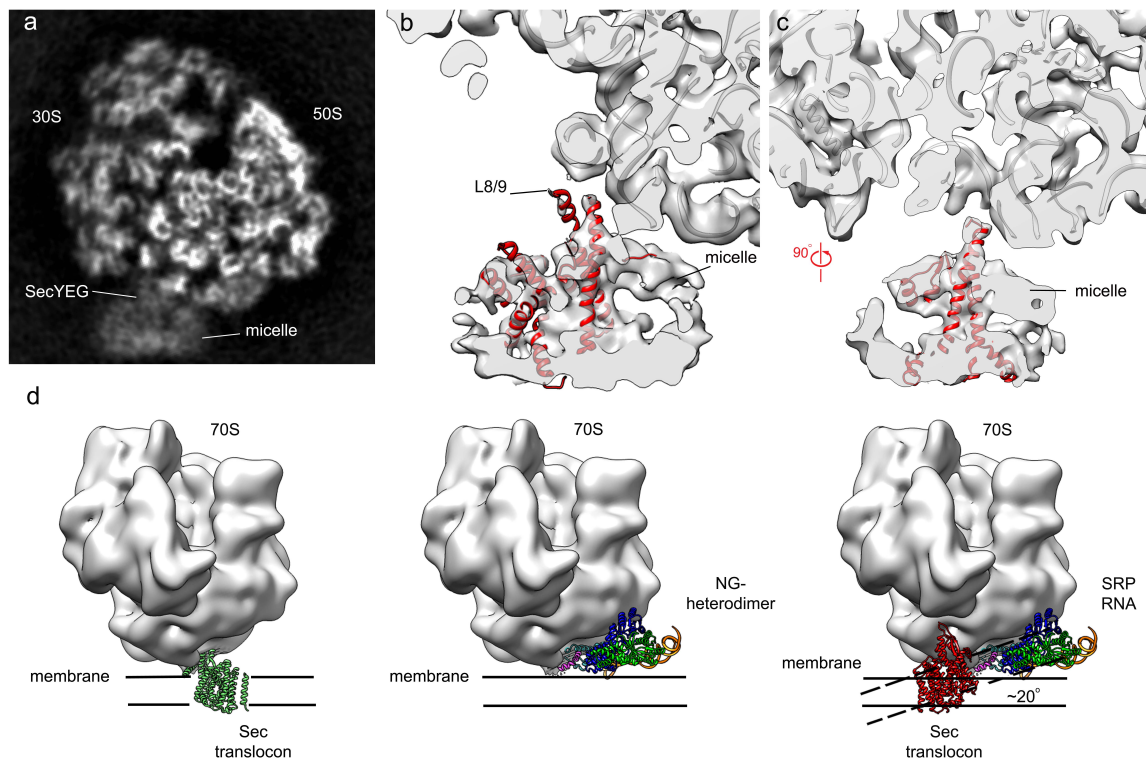 a
30S
50S
SecYEG
micelle
b
L8/9
micelle
c
90°
micelle
d
70S
membrane
Sec
translocon
70S
NG-
heterodimer
70S
SRP
RNA
membrane
~20°
Sec
translocon